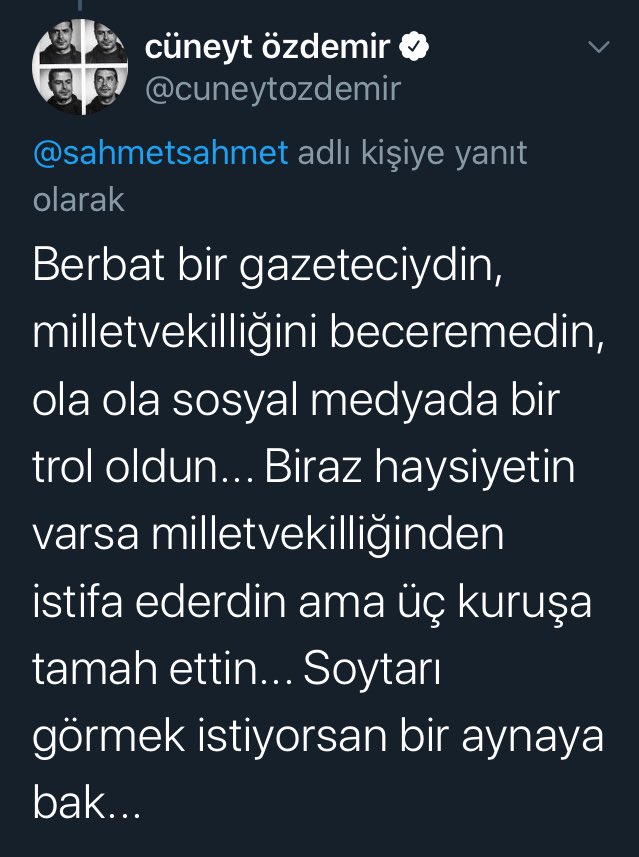 cüneyt özdemir
@cuneytozdemir
@sahmetsahmet adlı kişiye yanıt
olarak
Berbat bir gazeteciydin,
milletvekilliğini beceremedin,
ola ola sosyal medyada bir
trol oldun... Biraz haysiyetin
varsa milletvekilliğinden
istifa ederdin ama üç kuruşa
tamah ettin... Soytarı
görmek istiyorsan bir aynaya
bak...